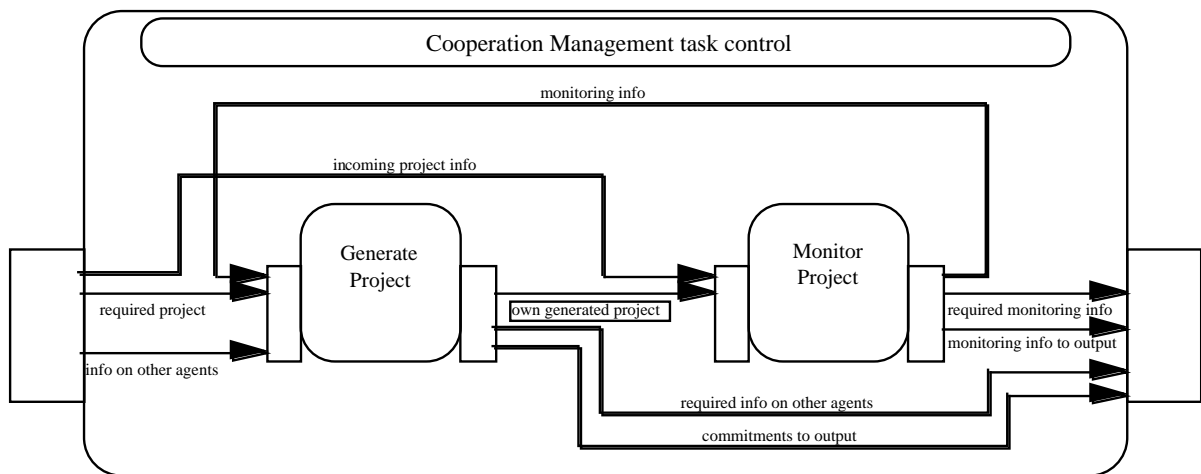 Cooperation Management task control
monitoring info
incoming project info
Generate
Project
Monitor
Project
required project
own generated project
required monitoring info
monitoring info to output
info on other agents
required info on other agents
commitments to output